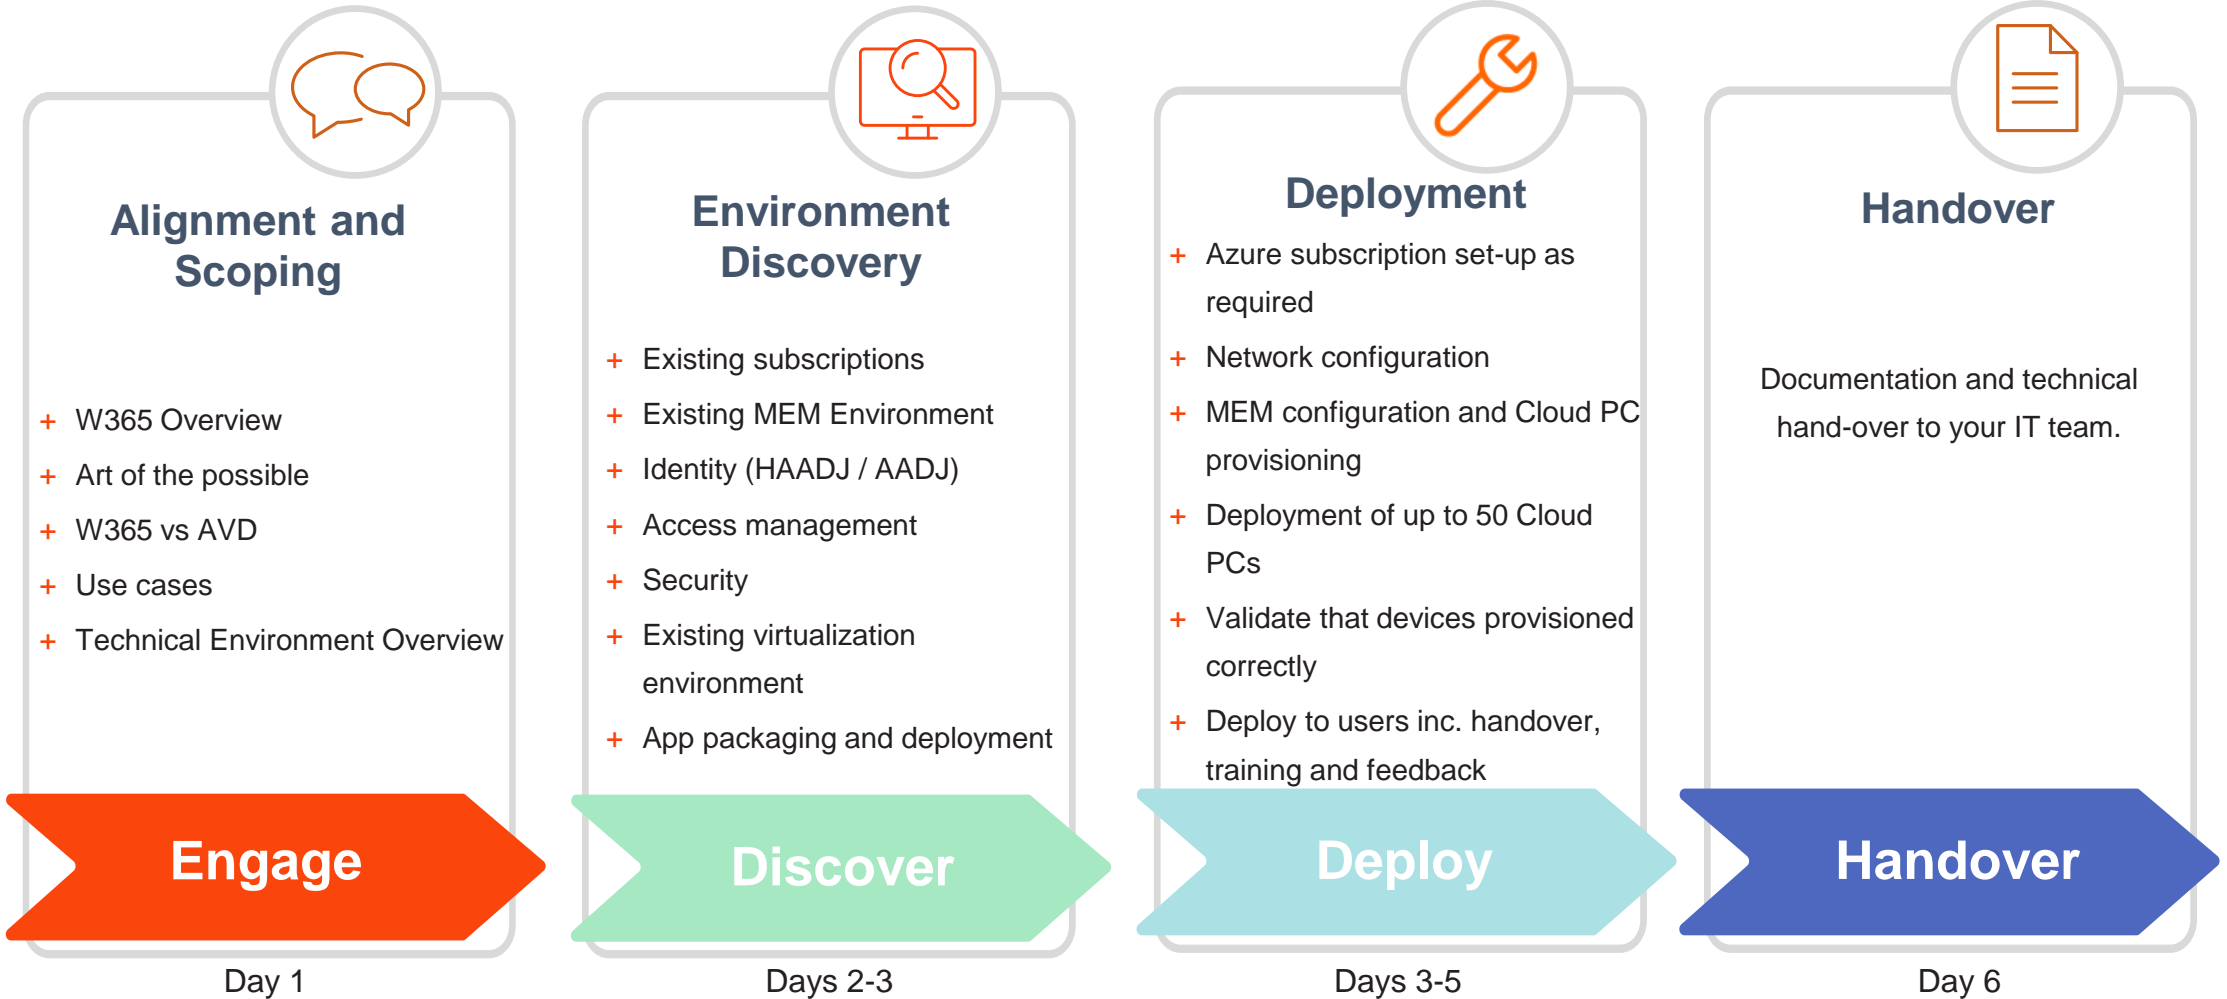 Alignment and
Scoping
+ W365 Overview
+ Art of the possible
+ W365 vs AVD
+ Use cases
+ Technical Environment Overview
Engage
Day 1
Environment
Discovery
+ Existing subscriptions
+ Existing MEM Environment
+ Identity (HAADJ / AADJ)
+ Access management
+ Security
+ Existing virtualization
environment
+ App packaging and deployment
Discover
Days 2-3
Deployment
+ Azure subscription set-up as
required
+ Network configuration
+ MEM configuration and Cloud PC
provisioning
+ Deployment of up to 50 Cloud
PCs
+ Validate that devices provisioned
correctly
+ Deploy to users inc. handover,
training and feedback
Deploy
Days 3-5
Handover
Documentation and technical
hand-over to your IT team.
Handover
Day 6